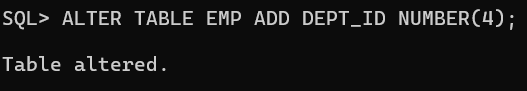 SQL> ALTER TABLE EMP ADD DEPT_ID NUMBER(4);
Table altered.